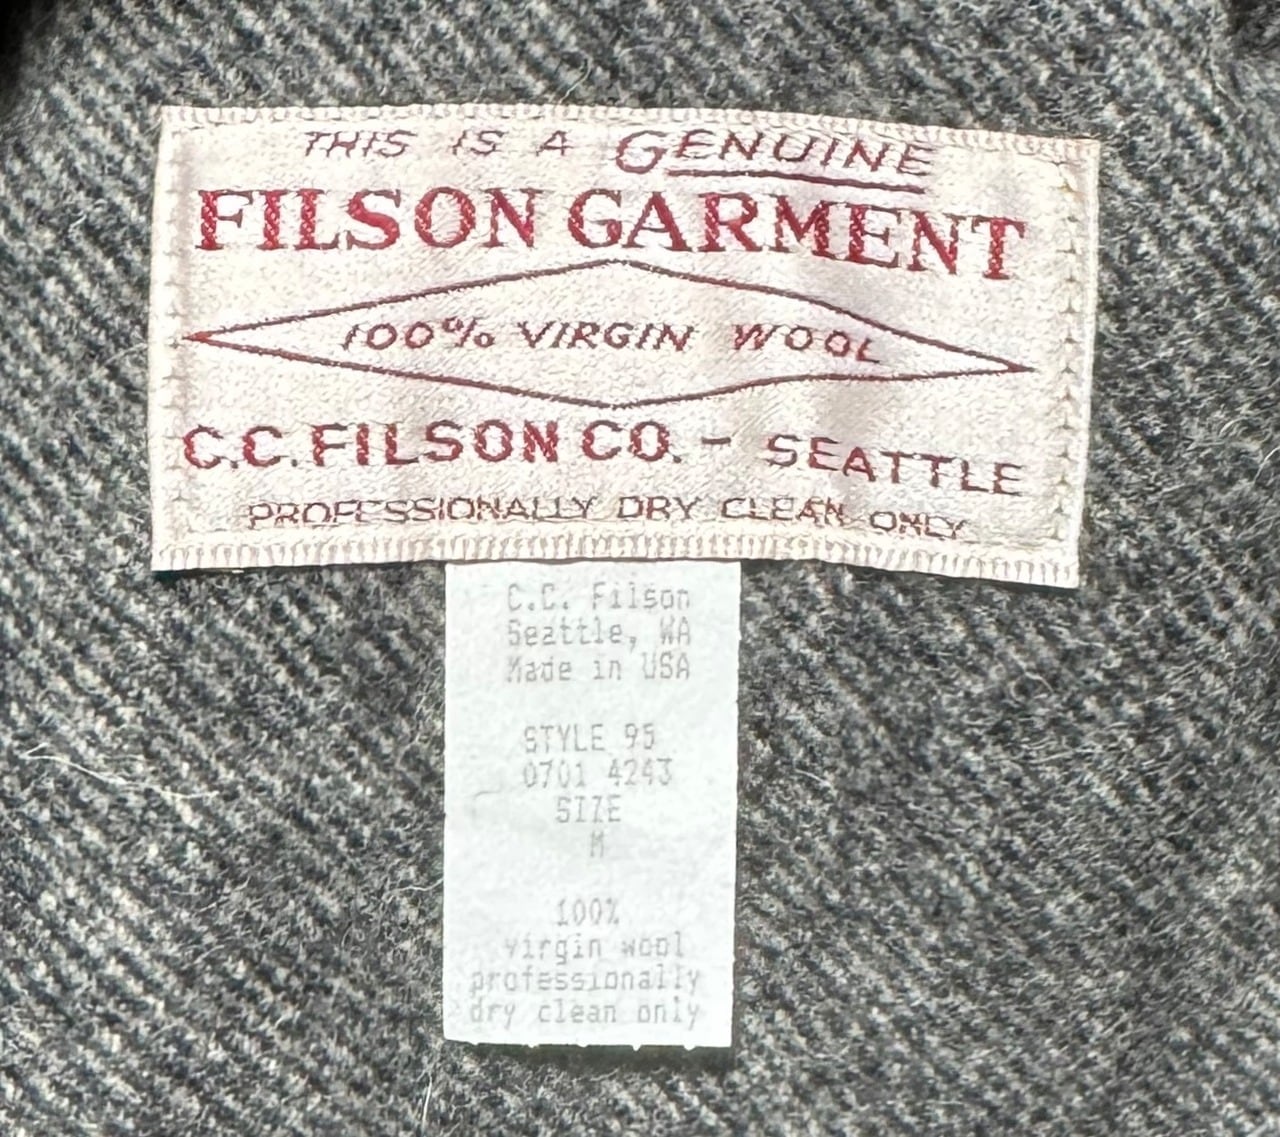 THIS IS A GENUINE
FILSON GARMENT
100% VIRGIN WOOL
C.C. FILSON CO. - SEATTLE
PROFESSIONALLY DRY CLEAN ONLY
C.C. Filson
Seattle, WA
Made in USA
STYLE 95
0701 4243
SIZE
M
100%
virgin wool
professionally
dry clean only